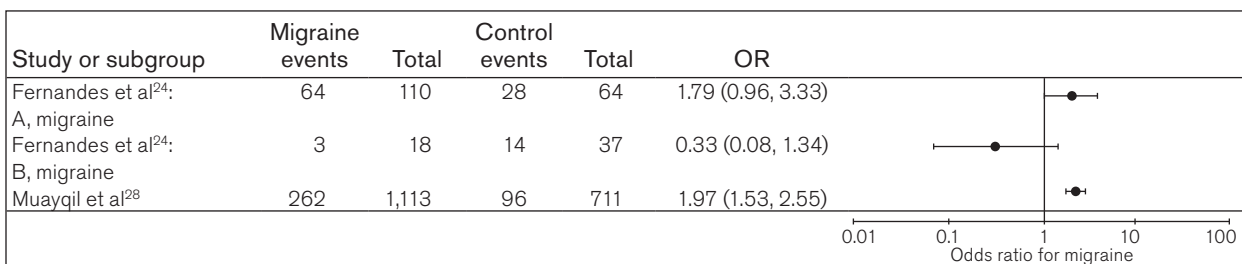 Migraine Control
Study or subgroup events Total events Total OR
Fernandes et al24: 64 110 28 64 1.79 (0.96, 3.33)
A, migraine
Fernandes et al24: 3 18 14 37 0.33 (0.08, 1.34)
B, migraine
Muayqil et al28 262 1,113 96 711 1.97 (1.53, 2.55)
0.01 0.1 1 10 100
Odds ratio for migraine